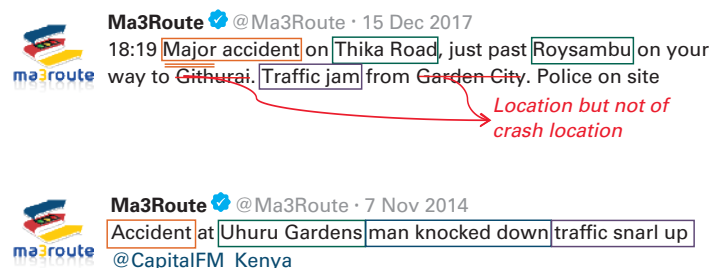 Ma3Route @Ma3Route · 15 Dec 2017
18:19 Major accident on Thika Road, just past Roysambu on your
ma3route
way to Githurai. Traffic jam from Garden City. Police on site
Location but not of
crash location
Ma3Route @Ma3Route · 7 Nov 2014
Accident at Uhuru Gardens man knocked down traffic snarl up
ma3route
@CapitalFM_Kenya